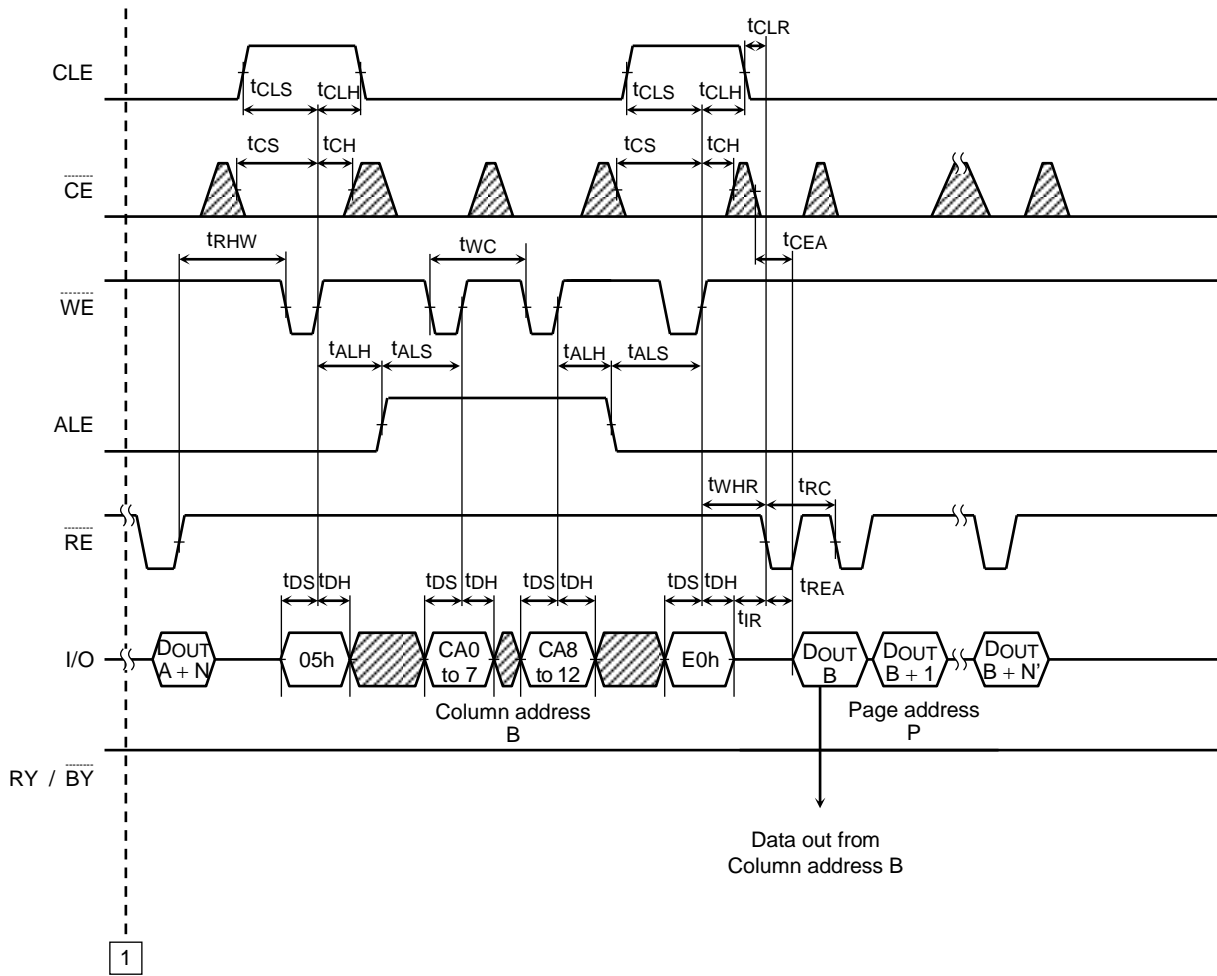 tCLR
CLE
tCLS tCLH tCLS tCLH
tCS tCH tCS tCH
CE
tRHW tWC tCEA
WE
tALH tALS tALH tALS
ALE
tWHR tRC
RE
tDS tDH tDS tDH tDS tDH tDS tDH tREA
tIR
I/O
DOUT
A + N
05h
CA0
to 7
CA8
to 12
E0h
DOUT
B
DOUT
B + 1
DOUT
B + N'
Column address
B
Page address
P
RY / BY
Data out from
Column address B
1